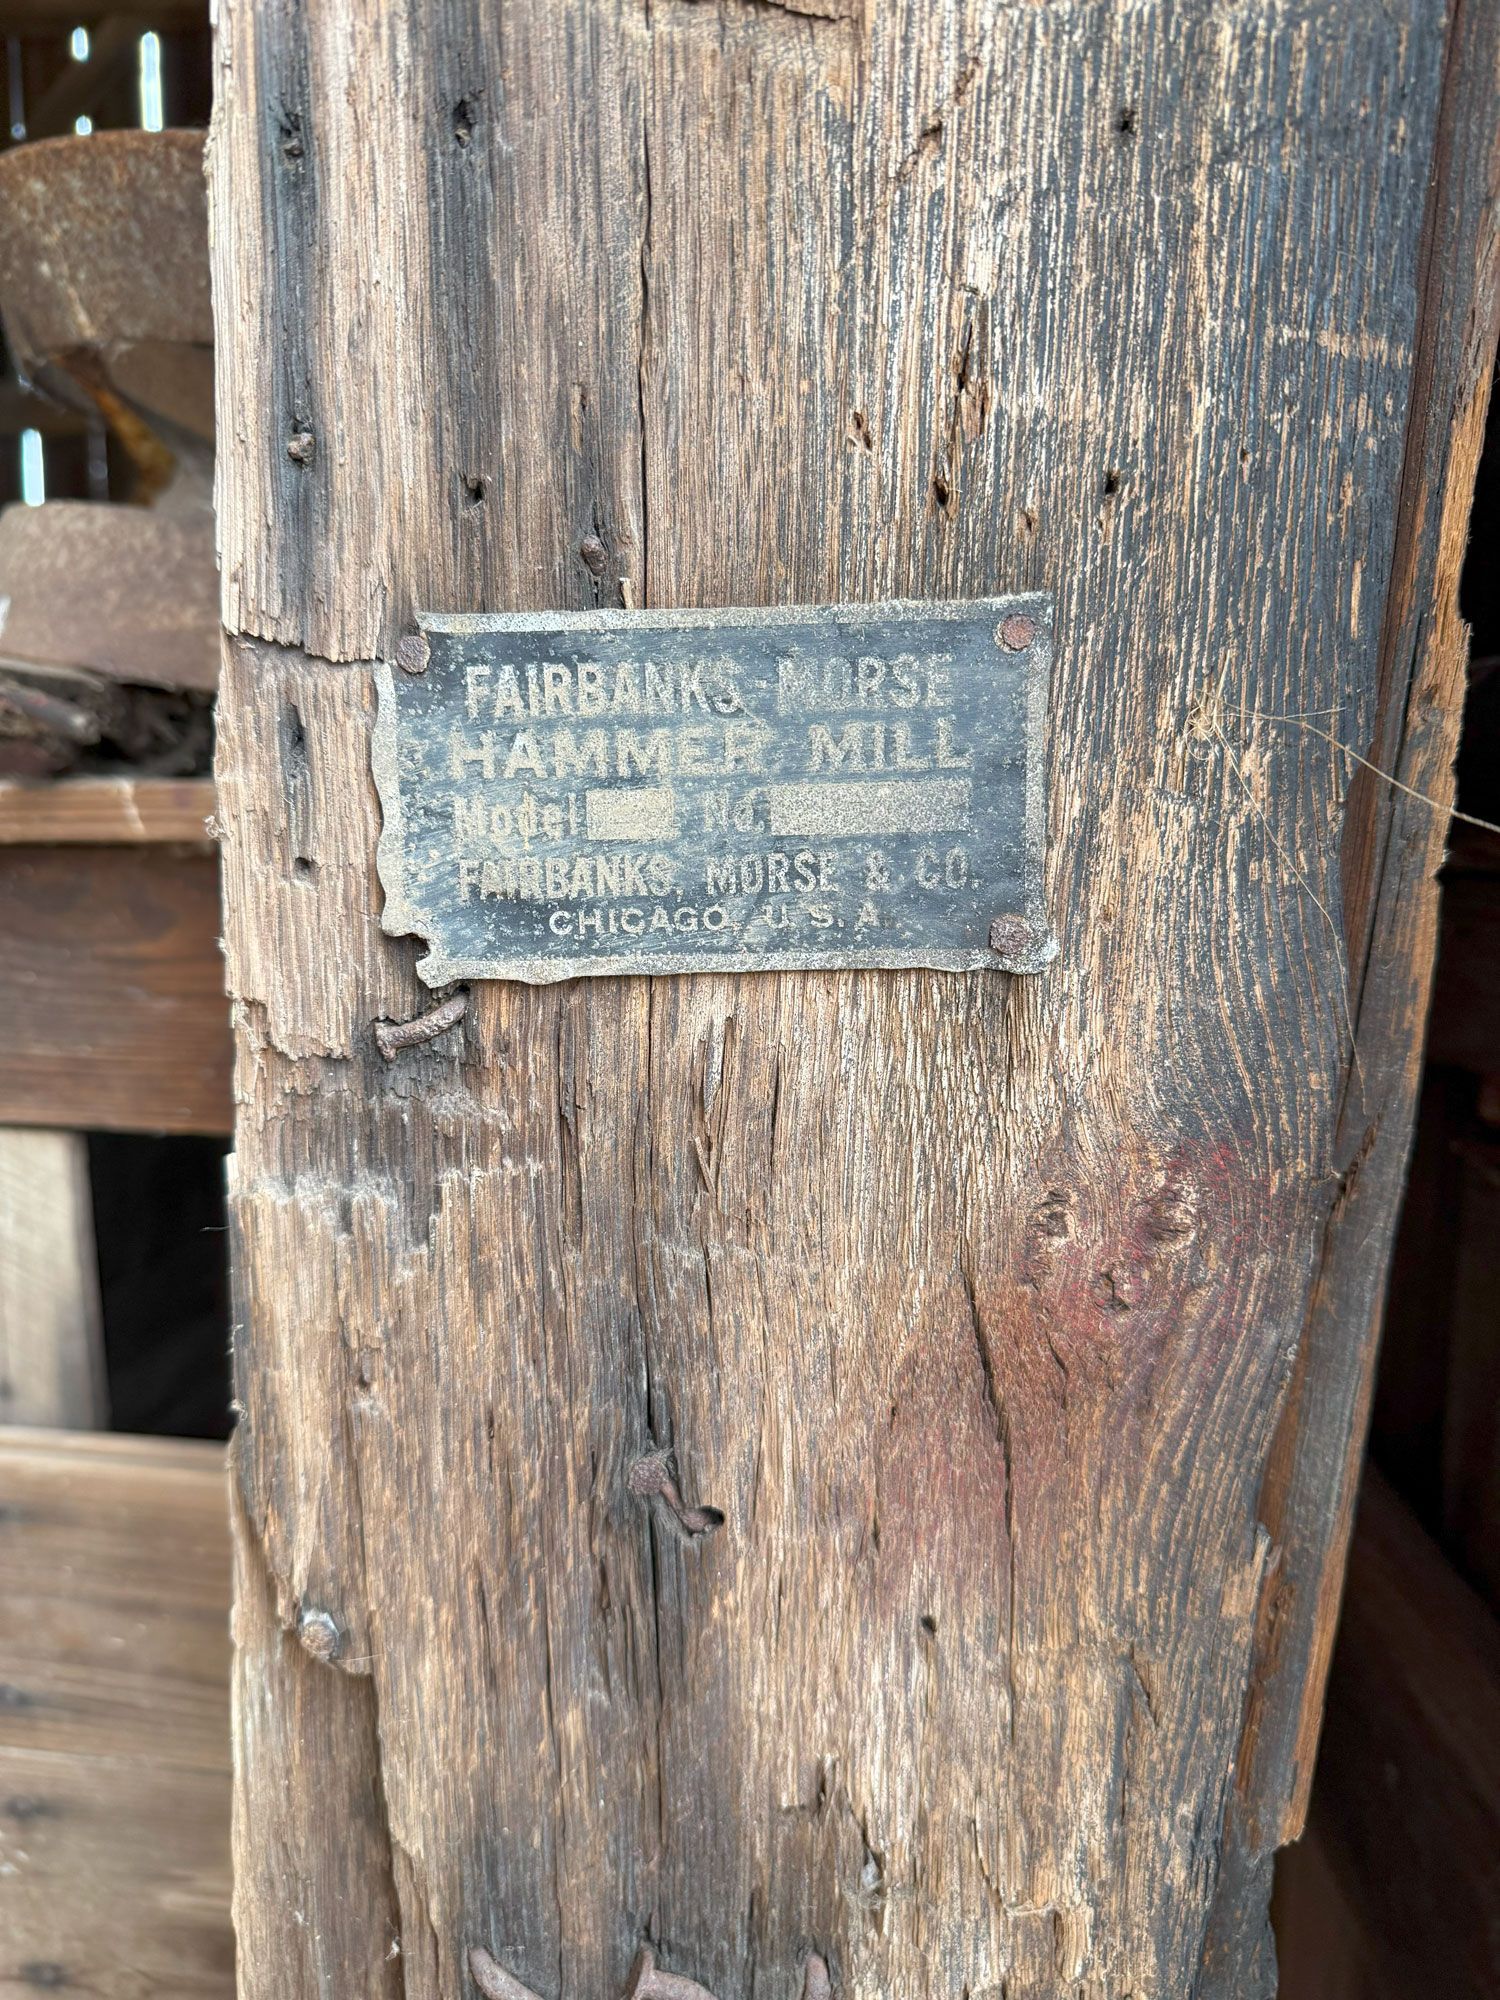 FAIRBANKS-MORSE
HAMMER MILL
Model No.
FAIRBANKS, MORSE & CO.
CHICAGO, U.S.A.